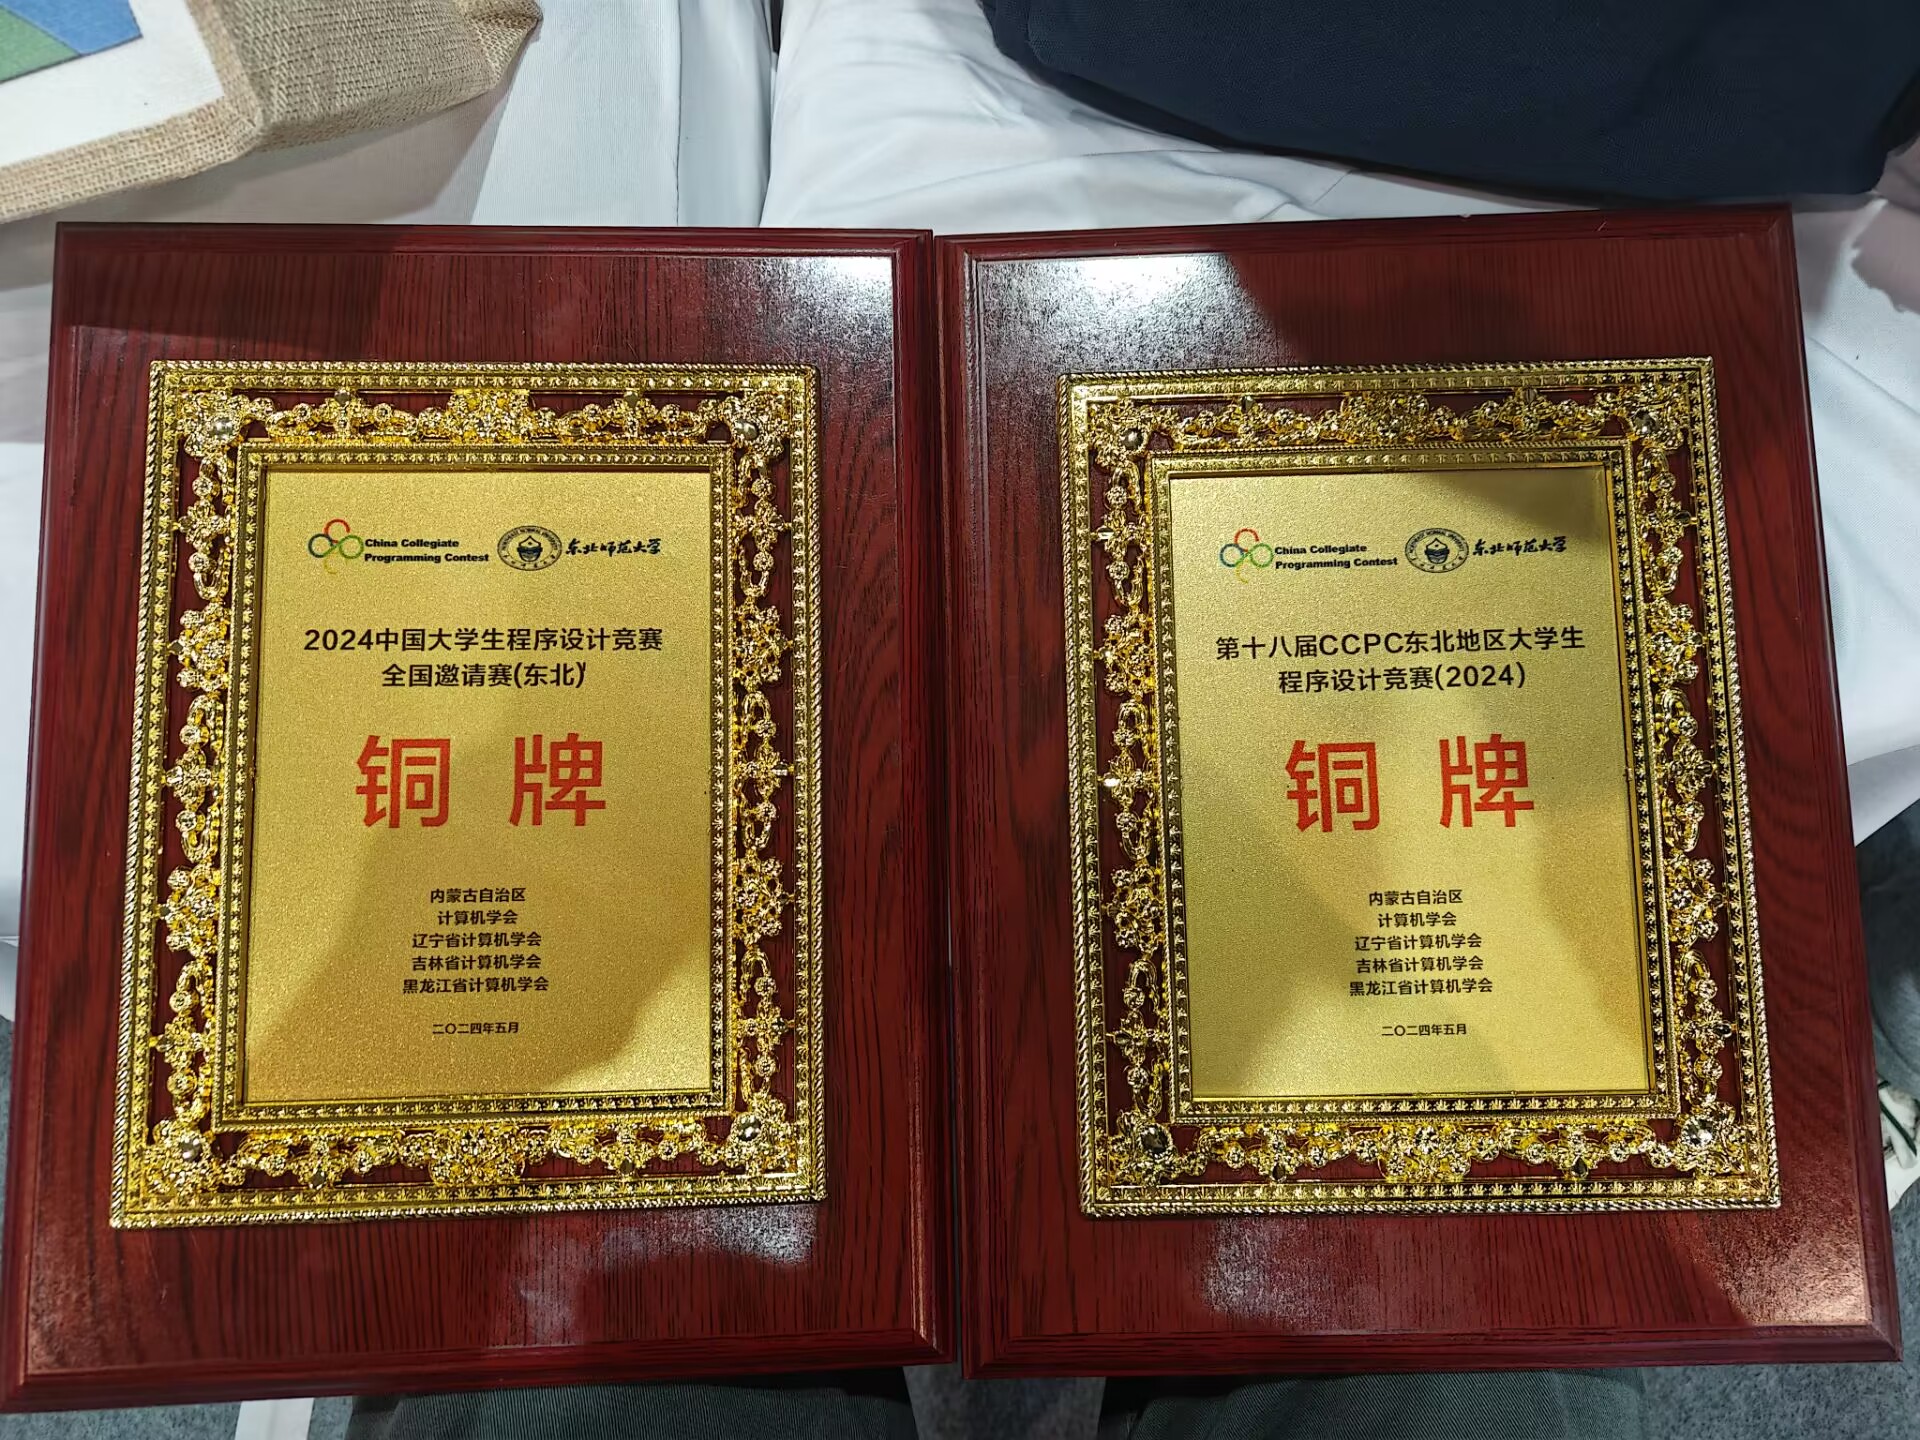 China Collegiate
Programming Contest
东北师范大学
2024中国大学生程序设计竞赛
全国邀请赛(东北)
铜牌
内蒙古自治区
计算机学会
辽宁省计算机学会
吉林省计算机学会
黑龙江省计算机学会
二〇二四年五月
China Collegiate
Programming Contest
东北师范大学
第十八届CCPC东北地区大学生
程序设计竞赛(2024)
铜牌
内蒙古自治区
计算机学会
辽宁省计算机学会
吉林省计算机学会
黑龙江省计算机学会
二〇二四年五月